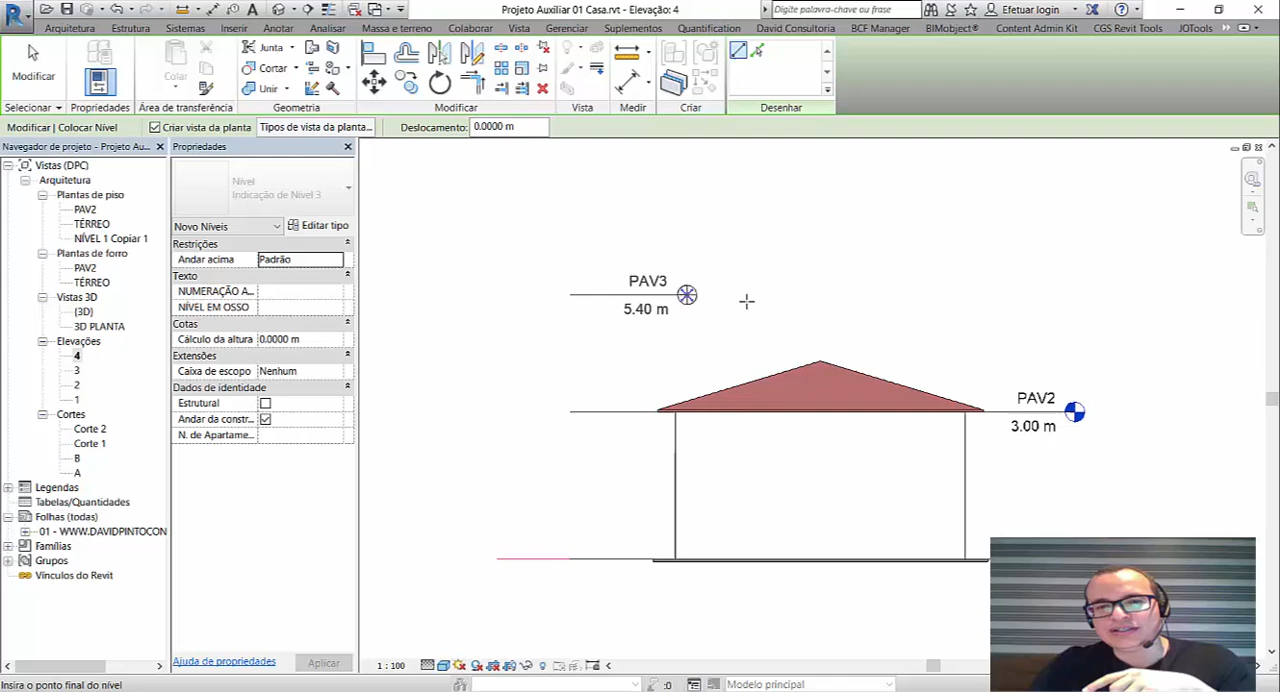 R
Projeto Auxiliar 01 Casa.rvt - Elevação: 4
Digite palavra-chave ou frase
Efetuar login
Arquitetura
Estrutura
Sistemas
Inserir
Anotar
Analisar
Massa e terreno
Colaborar
Vista
Gerenciar
Suplementos
Quantification
David Consultoria
BCF Manager
BIMobject®
Content Admin Kit
CGS Revit Tools
JOTools
Modificar
Colar
Junta
Cortar
Unir
Selecionar
Propriedades
Área de transferência
Geometria
Modificar
Vista
Medir
Criar
Desenhar
Modificar | Colocar Nível
Criar vista da planta
Tipos de vista da planta...
Deslocamento:
0.0000 m
Navegador de projeto - Projeto Au...
Vistas (DPC)
Arquitetura
Plantas de piso
PAV2
TÉRREO
NÍVEL 1 Copiar 1
Plantas de forro
PAV2
TÉRREO
Vistas 3D
{3D}
3D PLANTA
Elevações
4
3
2
1
Cortes
Corte 2
Corte 1
B
A
Legendas
Tabelas/Quantidades
Folhas (todas)
01 - WWW.DAVIDPINTOCON
Famílias
Grupos
Vínculos do Revit
Propriedades
Nível
Indicação de Nível 3
Novo Níveis
Editar tipo
Restrições
Andar acima
Padrão
Texto
NUMERAÇÃO A...
NÍVEL EM OSSO
Cotas
Cálculo da altura
0.0000 m
Extensões
Caixa de escopo
Nenhum
Dados de identidade
Estrutural
Andar da constr...
N. de Apartame...
Ajuda de propriedades
Aplicar
PAV3
5.40 m
PAV2
3.00 m
1 : 100
Insira o ponto final do nível
:0
Modelo principal